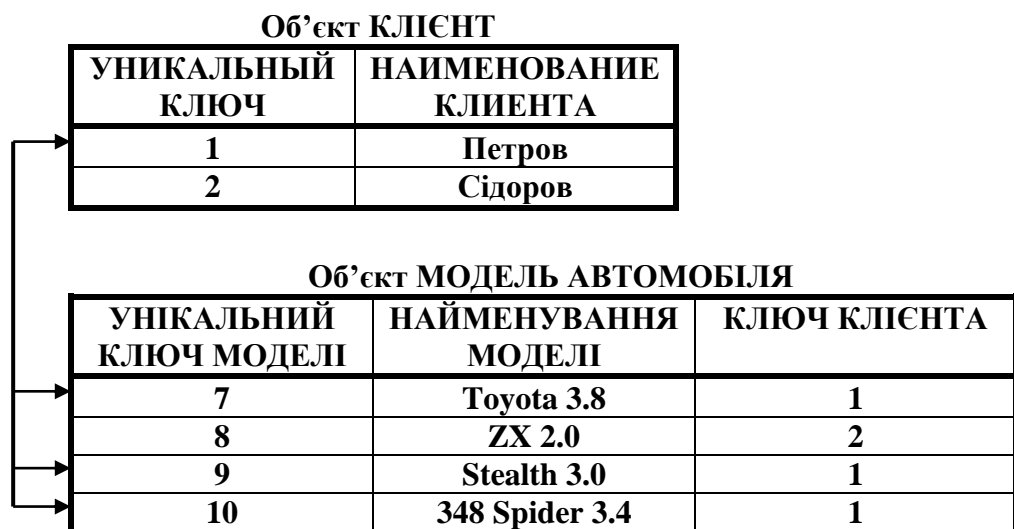 Об’єкт КЛІЄНТ
УНИКАЛЬНЫЙ НАИМЕНОВАНИЕ
КЛЮЧ КЛИЕНТА
1 Петров
2 Сідоров
Об’єкт МОДЕЛЬ АВТОМОБІЛЯ
УНІКАЛЬНИЙ НАЙМЕНУВАННЯ КЛЮЧ КЛІЄНТА
КЛЮЧ МОДЕЛІ МОДЕЛІ
7 Toyota 3.8 1
8 ZX 2.0 2
9 Stealth 3.0 1
10 348 Spider 3.4 1